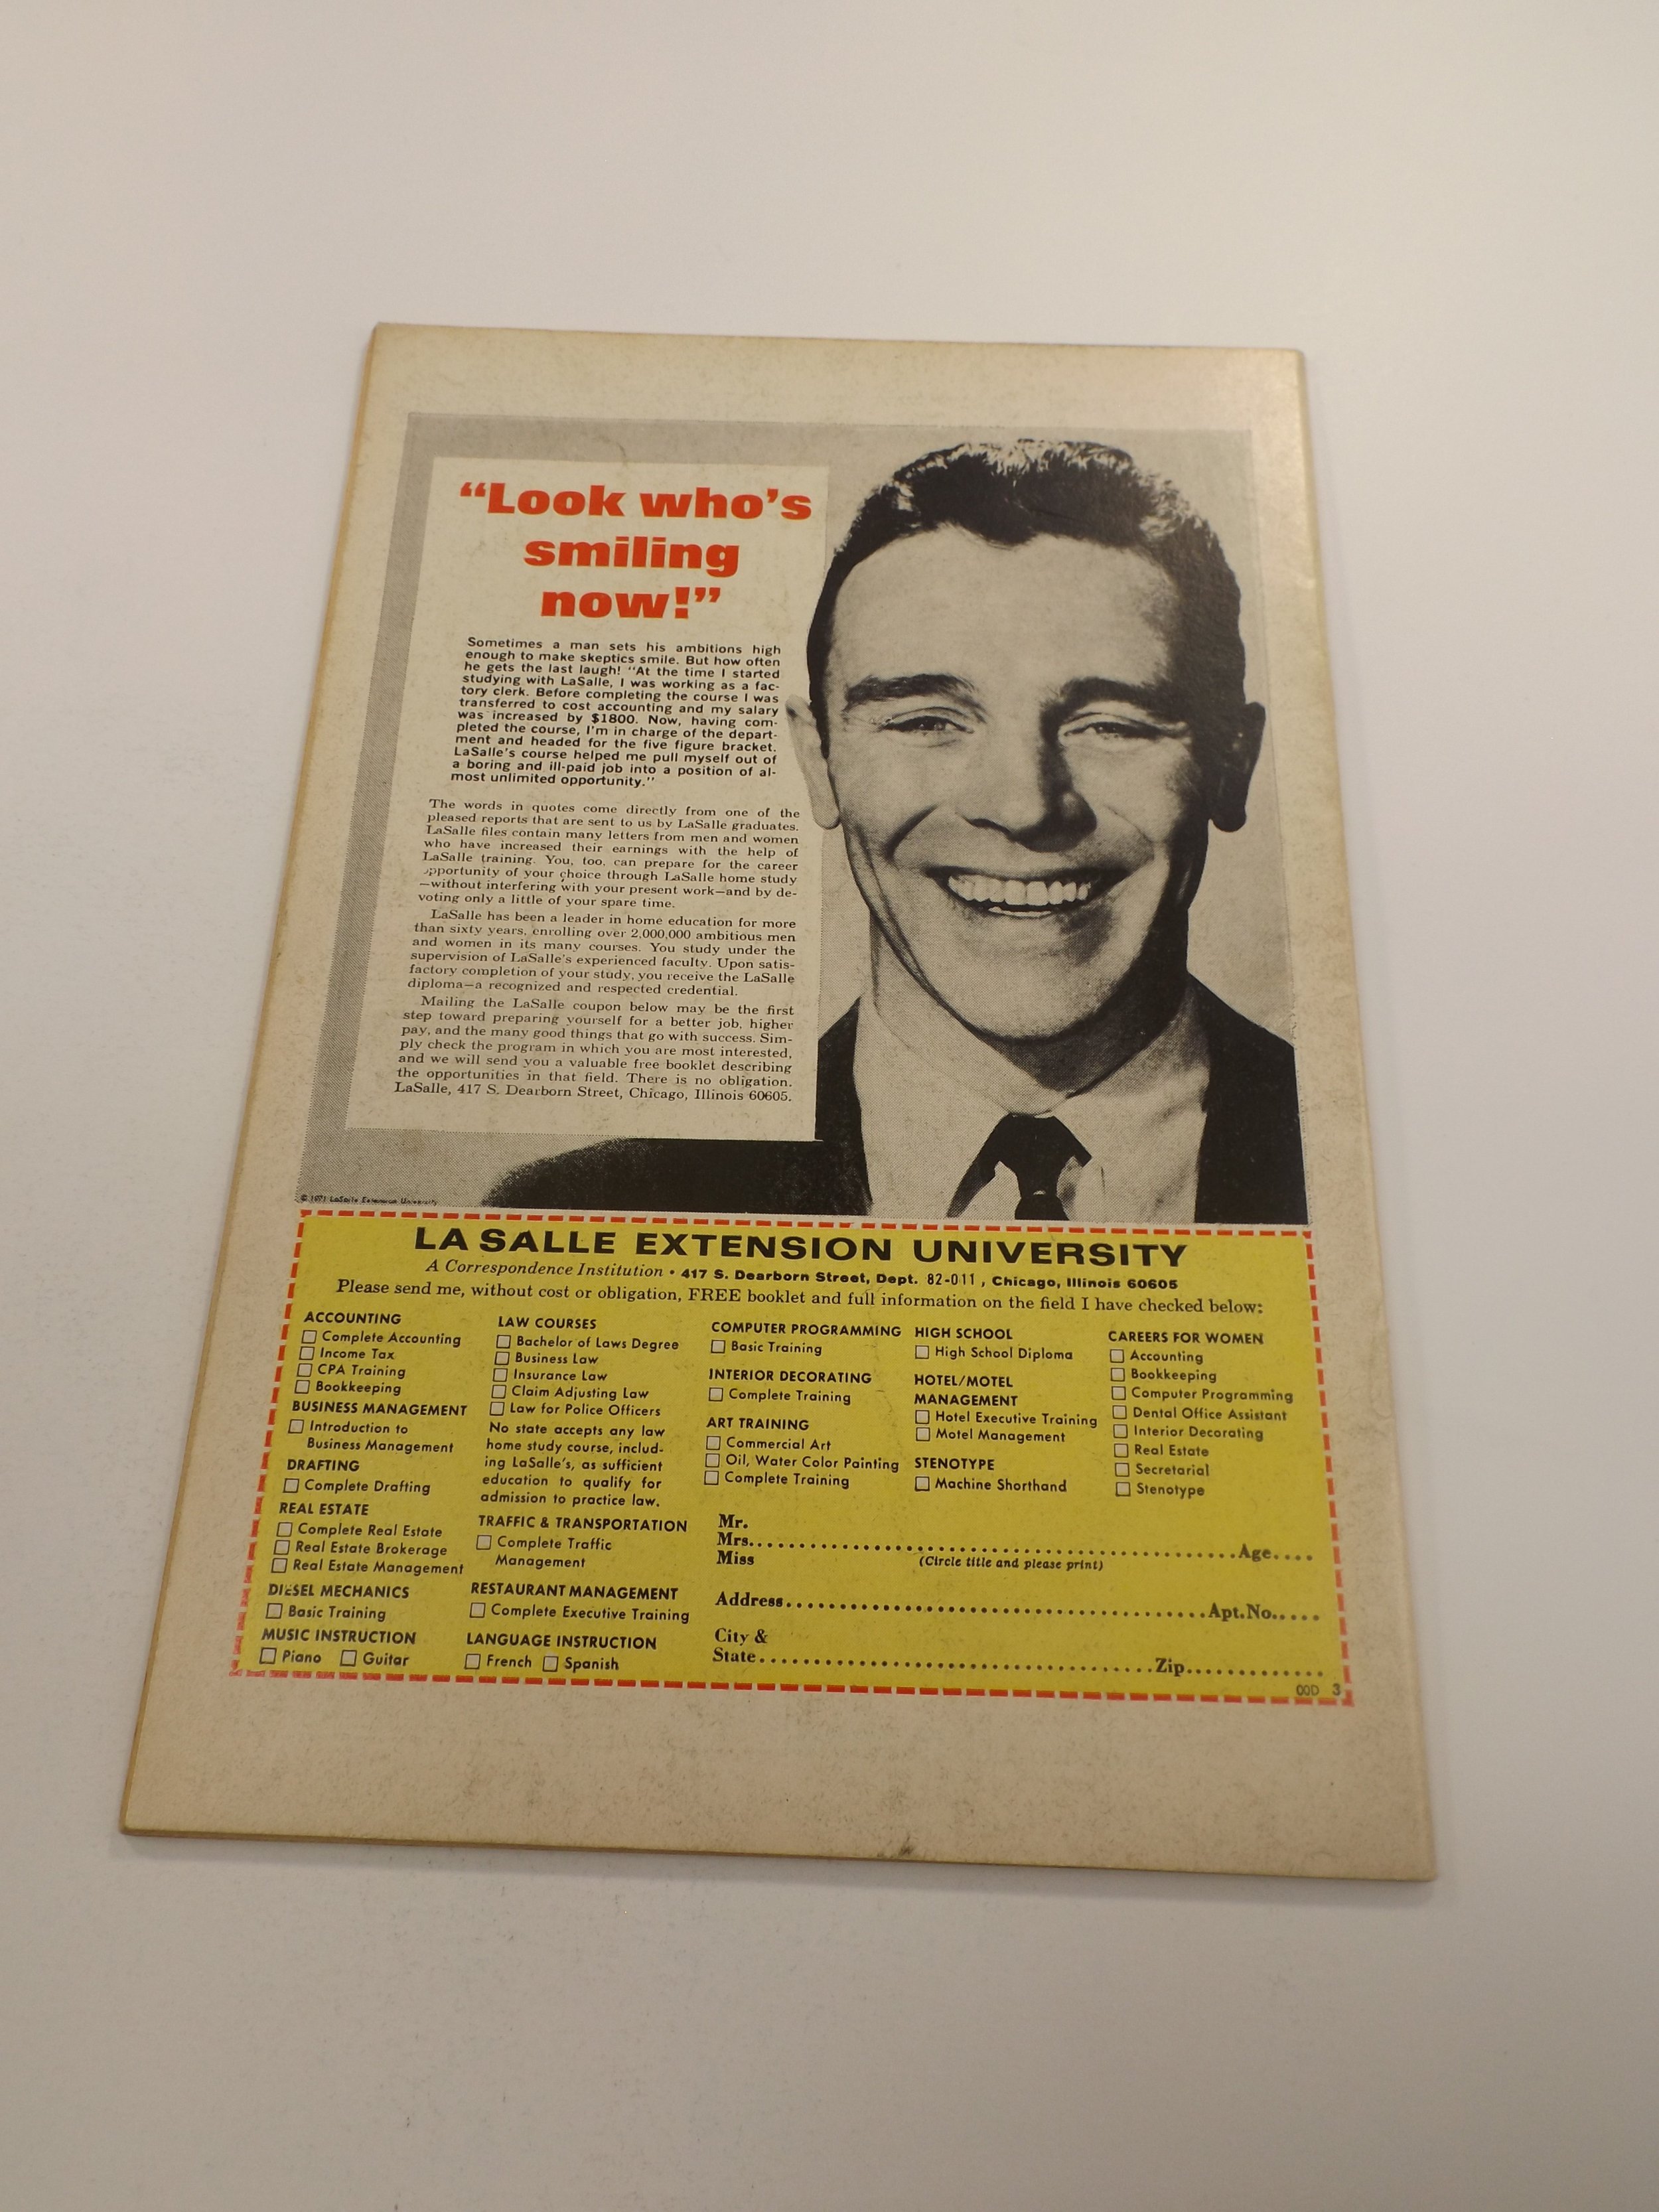 “Look who’s
smiling
now!”
Sometimes a man sets his ambitions high
enough to make skeptics smile. But how often
he gets the last laugh! “At the time I started
studying with LaSalle, I was working as a fac-
tory clerk. Before completing the course I was
transferred to cost accounting and my salary
was increased by $1800. Now, having com-
pleted the course, I’m in charge of the depart-
ment and headed for the five figure bracket.
LaSalle’s course helped me pull myself out of
a boring and ill-paid job into a position of al-
most unlimited opportunity.”
The words in quotes come directly from one of the
pleased reports that are sent to us by LaSalle graduates.
LaSalle files contain many letters from men and women
who have increased their earnings with the help of
LaSalle training. You, too, can prepare for the career
opportunity of your choice through LaSalle home study
—without interfering with your present work—and by de-
voting only a little of your spare time.
LaSalle has been a leader in home education for more
than sixty years, enrolling over 2,000,000 ambitious men
and women in its many courses. You study under the
supervision of LaSalle’s experienced faculty. Upon satis-
factory completion of your study, you receive the LaSalle
diploma—a recognized and respected credential.
Mailing the LaSalle coupon below may be the first
step toward preparing yourself for a better job, higher
pay, and the many good things that go with success. Sim-
ply check the program in which you are most interested,
and we will send you a valuable free booklet describing
the opportunities in that field. There is no obligation.
LaSalle, 417 S. Dearborn Street, Chicago, Illinois 60605.
© 1971 LaSalle Extension University
LA SALLE EXTENSION UNIVERSITY
A Correspondence Institution • 417 S. Dearborn Street, Dept. 82-011, Chicago, Illinois 60605
Please send me, without cost or obligation, FREE booklet and full information on the field I have checked below:
ACCOUNTING
Complete Accounting
Income Tax
CPA Training
Bookkeeping
BUSINESS MANAGEMENT
Introduction to
Business Management
DRAFTING
Complete Drafting
REAL ESTATE
Complete Real Estate
Real Estate Brokerage
Real Estate Management
DIESEL MECHANICS
Basic Training
MUSIC INSTRUCTION
Piano Guitar
LAW COURSES
Bachelor of Laws Degree
Business Law
Insurance Law
Claim Adjusting Law
Law for Police Officers
No state accepts any law
home study course, includ-
ing LaSalle’s, as sufficient
education to qualify for
admission to practice law.
TRAFFIC & TRANSPORTATION
Complete Traffic
Management
RESTAURANT MANAGEMENT
Complete Executive Training
LANGUAGE INSTRUCTION
French Spanish
COMPUTER PROGRAMMING
Basic Training
INTERIOR DECORATING
Complete Training
ART TRAINING
Commercial Art
Oil, Water Color Painting
Complete Training
HIGH SCHOOL
High School Diploma
HOTEL/MOTEL
MANAGEMENT
Hotel Executive Training
Motel Management
STENOTYPE
Machine Shorthand
CAREERS FOR WOMEN
Accounting
Bookkeeping
Computer Programming
Dental Office Assistant
Interior Decorating
Real Estate
Secretarial
Stenotype
Mr.
Mrs. Age
Miss (Circle title and please print)
Address Apt.No.
City &
State Zip
00D 3